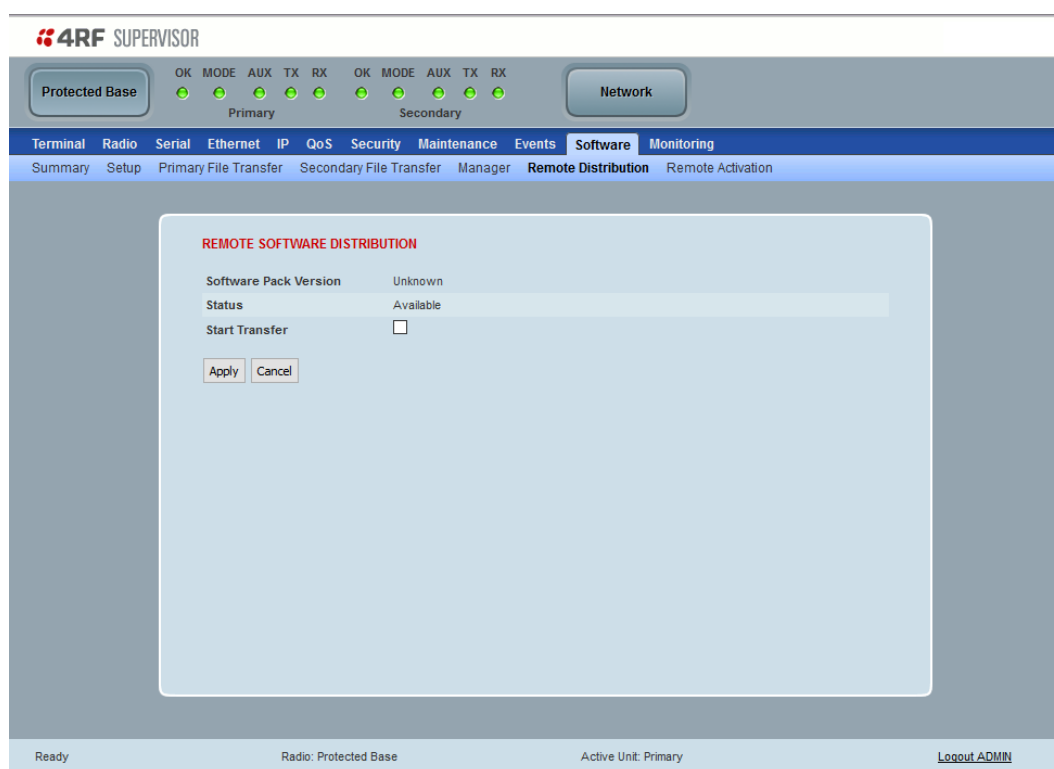 4RF SUPERVISOR
Protected Base
OK MODE AUX TX RX OK MODE AUX TX RX
Primary Secondary
Network
Terminal Radio Serial Ethernet IP QoS Security Maintenance Events Software Monitoring
Summary Setup Primary File Transfer Secondary File Transfer Manager Remote Distribution Remote Activation
REMOTE SOFTWARE DISTRIBUTION
Software Pack Version Unknown
Status Available
Start Transfer
Apply Cancel
Ready Radio: Protected Base Active Unit: Primary Logout ADMIN